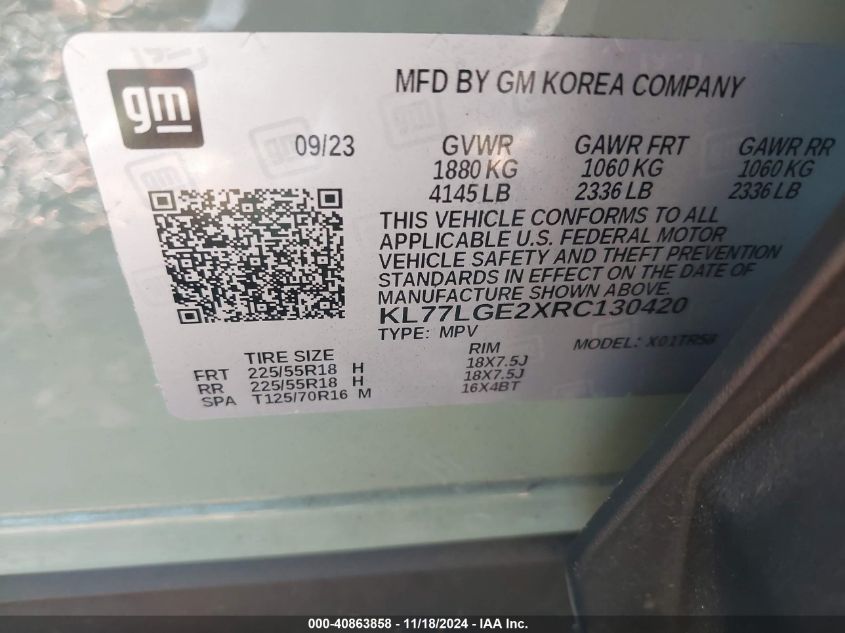 gm
MFD BY GM KOREA COMPANY
09/23 GVWR GAWR FRT GAWR RR
1880 KG 1060 KG 1060 KG
4145 LB 2336 LB 2336 LB
THIS VEHICLE CONFORMS TO ALL
APPLICABLE U.S. FEDERAL MOTOR
VEHICLE SAFETY AND THEFT PREVENTION
STANDARDS IN EFFECT ON THE DATE OF
MANUFACTURE SHOWN ABOVE.
KL77LGE2XRC130420
TYPE: MPV MODEL: X01TR58
TIRE SIZE RIM
FRT 225/55R18 H 18X7.5J
RR 225/55R18 H 18X7.5J
SPA T125/70R16 M 16X4BT
000-40863858 - 11/18/2024 - IAA Inc.